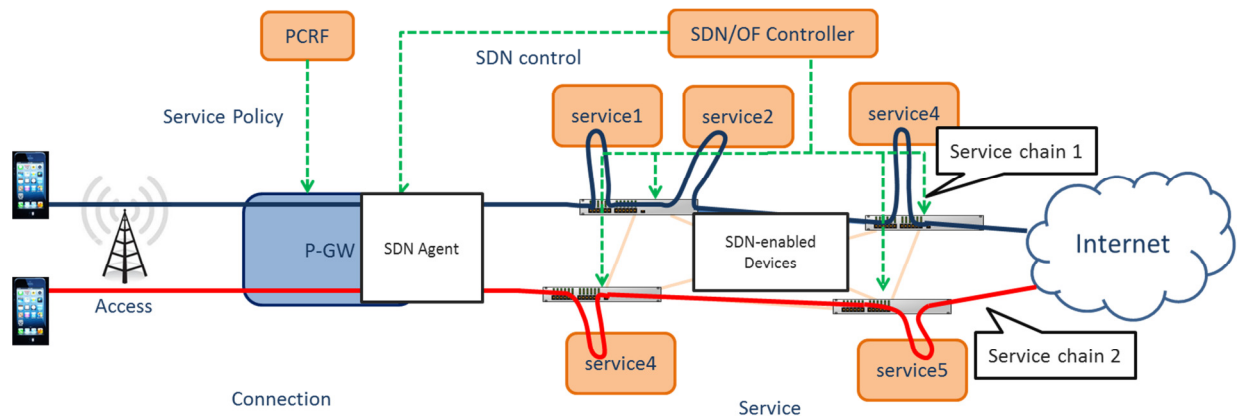 PCRF
SDN/OF Controller
SDN control
Service Policy
service1
service2
service4
Service chain 1
P-GW
SDN Agent
SDN-enabled
Devices
Internet
Access
service4
service5
Service chain 2
Connection
Service